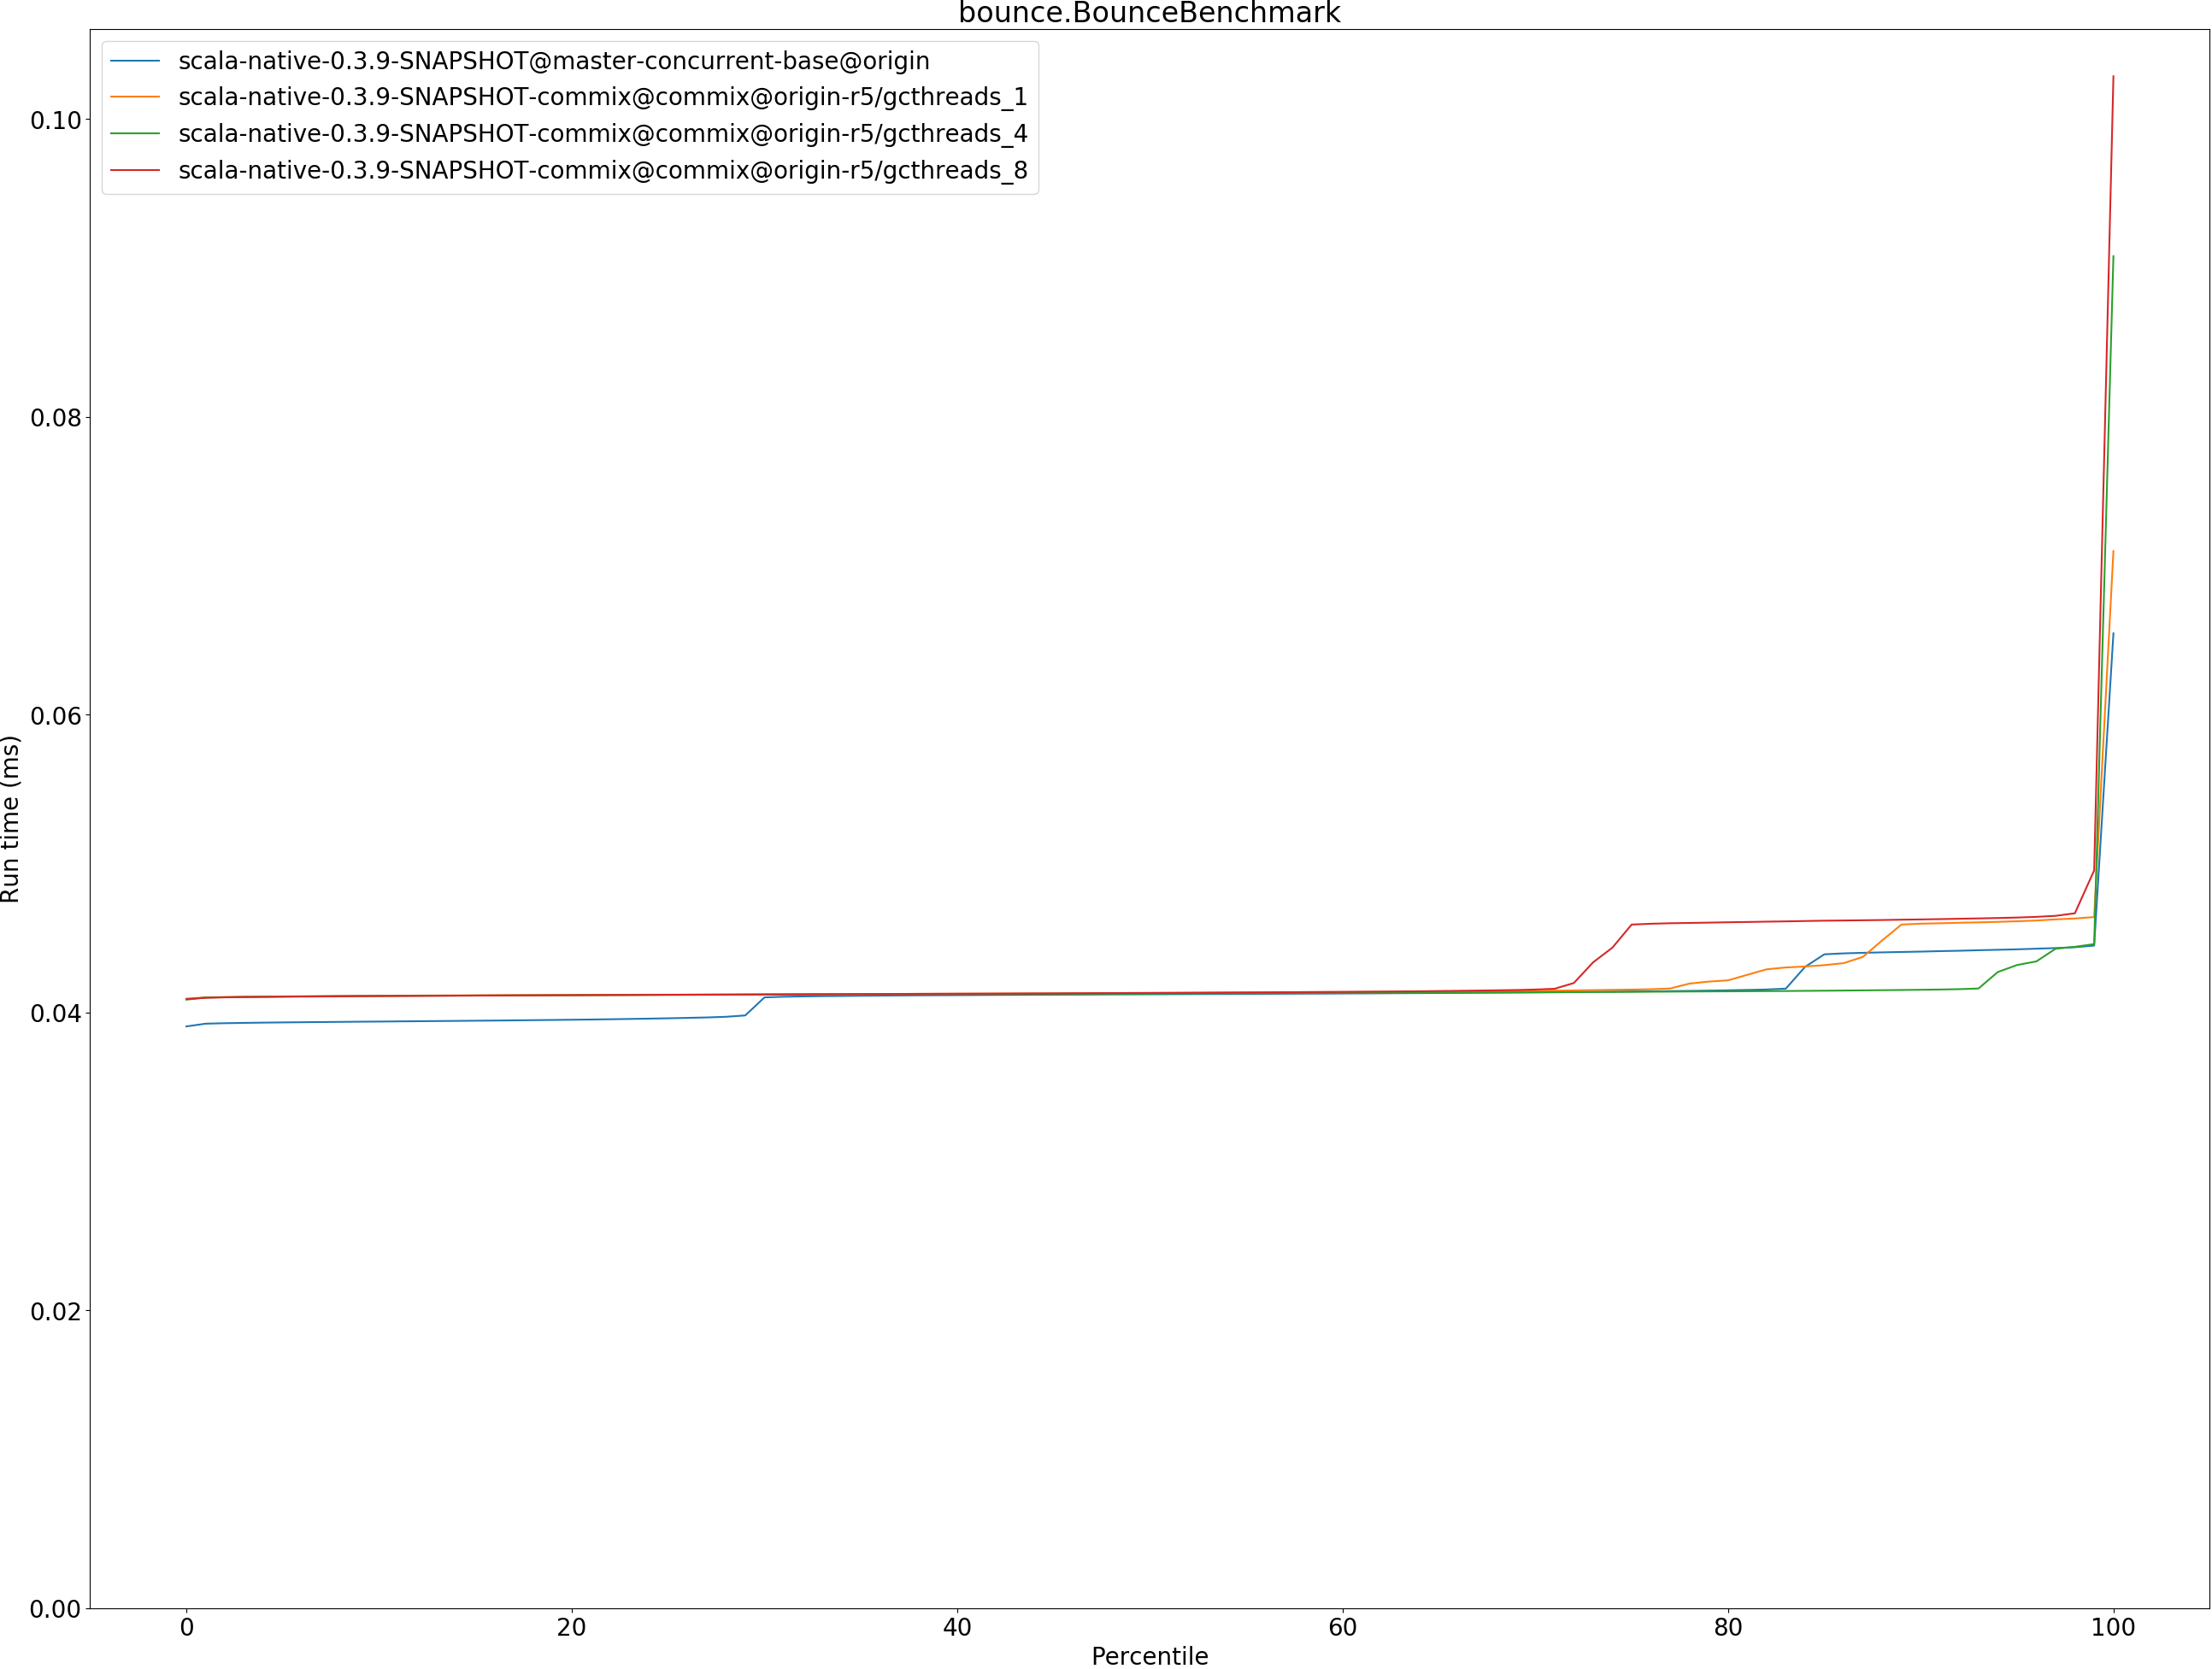 bounce.BounceBenchmark
scala-native-0.3.9-SNAPSHOT@master-concurrent-base@origin
scala-native-0.3.9-SNAPSHOT-commix@commix@origin-r5/gcthreads_1
scala-native-0.3.9-SNAPSHOT-commix@commix@origin-r5/gcthreads_4
scala-native-0.3.9-SNAPSHOT-commix@commix@origin-r5/gcthreads_8
0.10
0.08
0.06
0.04
0.02
0.00
Run time (ms)
0 20 40 60 80 100
Percentile